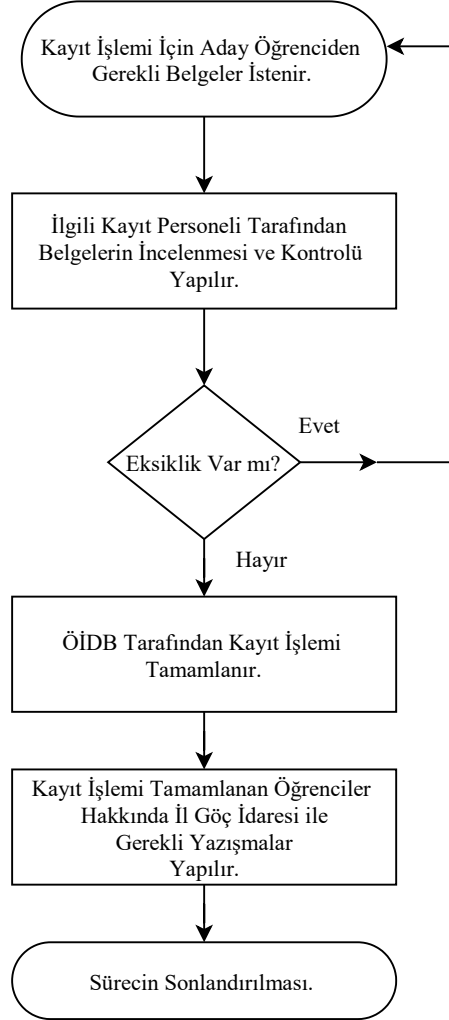 Kayıt İşlemi İçin Aday Öğrenciden
Gerekli Belgeler İstenir.
İlgili Kayıt Personeli Tarafından
Belgelerin İncelenmesi ve Kontrolü
Yapılır.
Evet
Eksiklik Var mı?
Hayır
ÖİDB Tarafından Kayıt İşlemi
Tamamlanır.
Kayıt İşlemi Tamamlanan Öğrenciler
Hakkında İl Göç İdaresi ile
Gerekli Yazışmalar
Yapılır.
Sürecin Sonlandırılması.